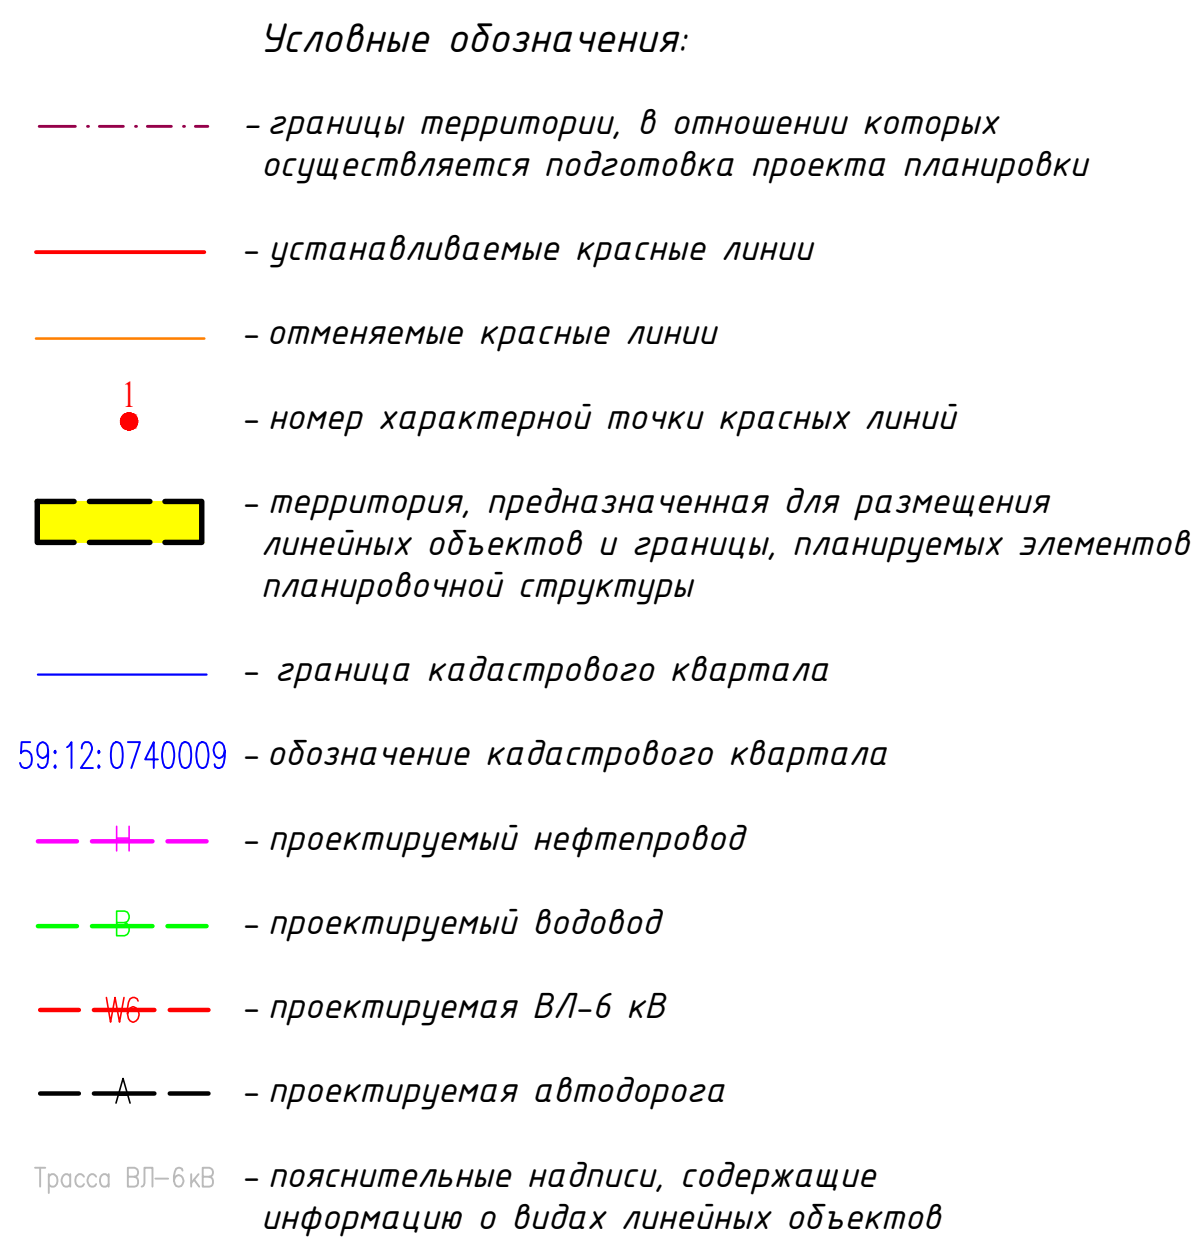 Условные обозначения:
– границы территории, в отношении которых
осуществляется подготовка проекта планировки
– устанавливаемые красные линии
– отменяемые красные линии
1
– номер характерной точки красных линий
– территория, предназначенная для размещения
линейных объектов и границы, планируемых элементов
планировочной структуры
– граница кадастрового квартала
59:12:0740009 – обозначение кадастрового квартала
Н – проектируемый нефтепровод
В – проектируемый водовод
W6 – проектируемая ВЛ-6 кВ
А – проектируемая автодорога
Трасса ВЛ-6кВ – пояснительные надписи, содержащие
информацию о видах линейных объектов